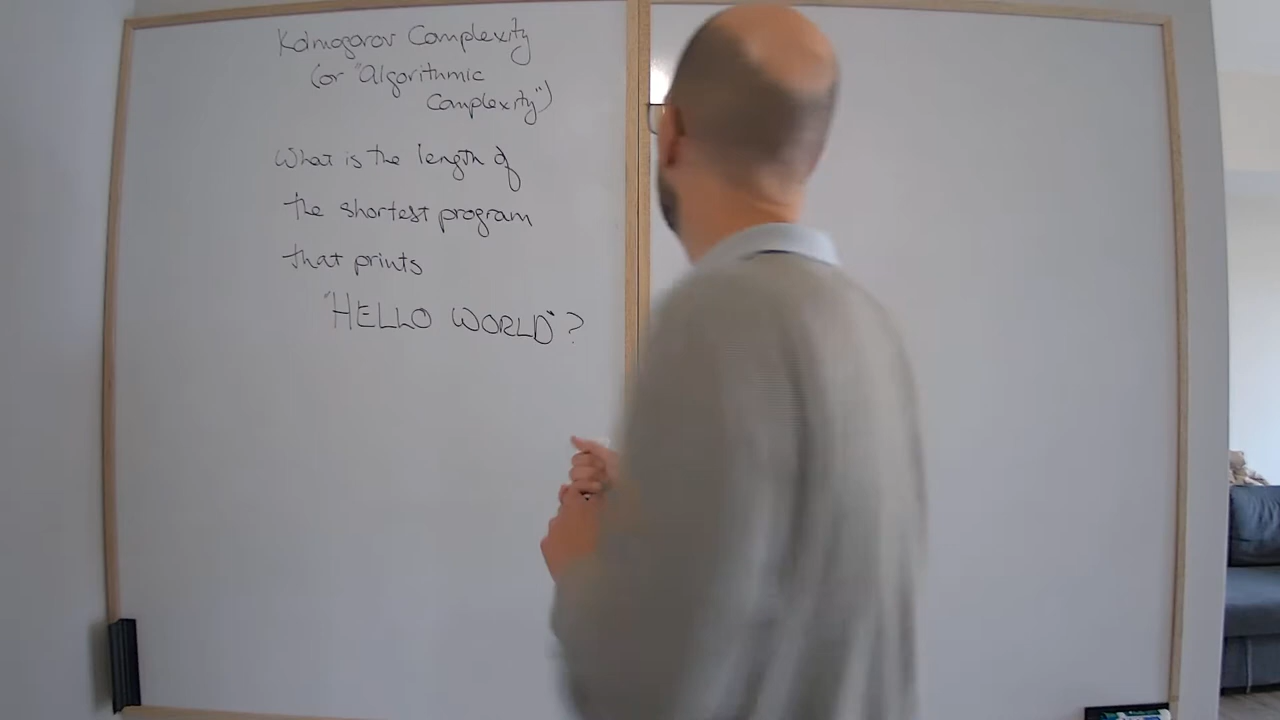 Kolmogorov Complexity
(or "Algorithmic
Complexity")
What is the length of
the shortest program
that prints
"HELLO WORLD"?